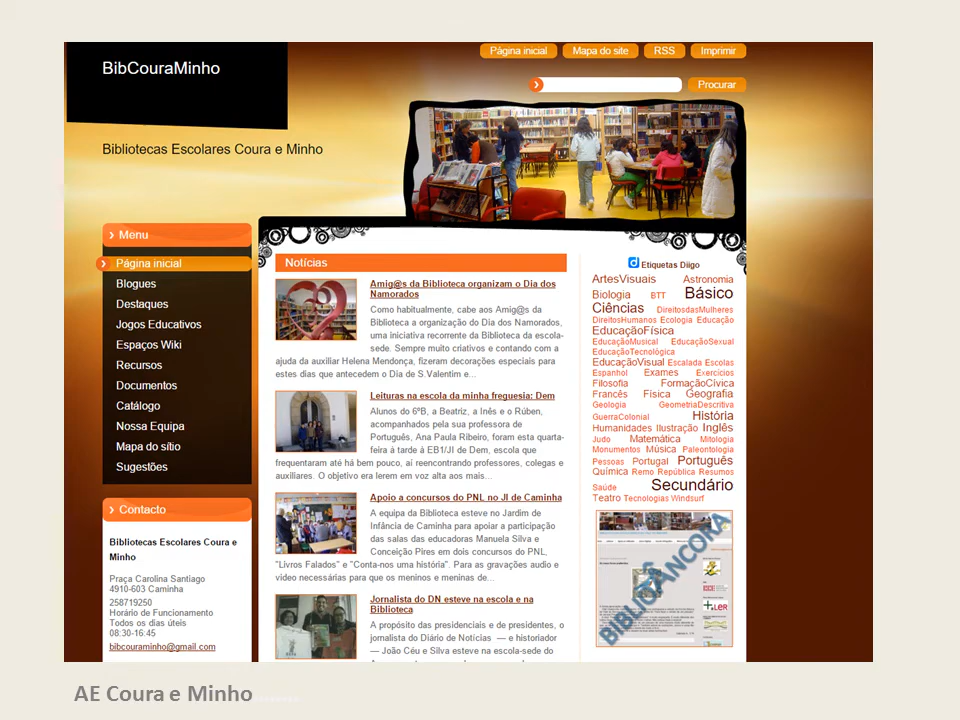 BibCouraMinho
Página inicial
Mapa do site
RSS
Imprimir
Procurar
Bibliotecas Escolares Coura e Minho
Menu
Página inicial
Blogues
Destaques
Jogos Educativos
Espaços Wiki
Recursos
Documentos
Catálogo
Nossa Equipa
Mapa do sítio
Sugestões
Contacto
Bibliotecas Escolares Coura e
Minho
Praça Carolina Santiago
4910-603 Caminha
258719250
Horário de Funcionamento
Todos os dias úteis
08:30-16:45
bibcouraminho@gmail.com
Notícias
Amig@s da Biblioteca organizam o Dia dos
Namorados
Como habitualmente, cabe aos Amig@s da
Biblioteca a organização do Dia dos Namorados,
uma iniciativa recorrente da Biblioteca da escola-
sede. Sempre muito criativos e contando com a
ajuda da auxiliar Helena Mendonça, fizeram decorações especiais para
estes dias que antecedem o Dia de S.Valentim e...
Leituras na escola da minha freguesia: Dem
Alunos do 6ºB, a Beatriz, a Inês e o Rúben,
acompanhados pela sua professora de
Português, Ana Paula Ribeiro, foram esta quarta-
feira à tarde à EB1/JI de Dem, escola que
frequentaram até há bem pouco, aí reencontrando professores, colegas e
auxiliares. O objetivo era lerem em voz alta aos mais...
Apoio a concursos do PNL no JI de Caminha
A equipa da Biblioteca esteve no Jardim de
Infância de Caminha para apoiar a participação
das salas das educadoras Manuela Silva e
Conceição Pires em dois concursos do PNL,
"Livros Falados" e "Conta-nos uma história". Para as gravações audio e
video necessárias para que os meninos e meninas de...
Jornalista do DN esteve na escola e na
Biblioteca
A propósito das presidenciais e de presidentes, o
jornalista do Diário de Notícias — e historiador
— João Céu e Silva esteve na escola-sede do
Etiquetas Diigo
ArtesVisuais Astronomia
Biologia BTT Básico
Ciências DireitosdasMulheres
DireitosHumanos Ecologia Educação
EducaçãoFísica
EducaçãoMusical EducaçãoSexual
EducaçãoTecnológica
EducaçãoVisual Escalada Escolas
Espanhol Exames Exercícios
Filosofia FormaçãoCívica
Francês Física Geografia
Geologia GeometriaDescritiva
GuerraColonial História
Humanidades Ilustração Inglês
Judo Matemática Mitologia
Monumentos Música Paleontologia
Pessoas Portugal Português
Química Remo República Resumos
Saúde Secundário
Teatro Tecnologias Windsurf
+LER
AE Coura e Minho